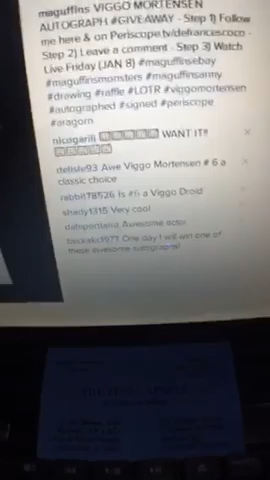 maguffins VIGGO MORTENSEN
AUTOGRAPH #GIVEAWAY - Step 1) Follow
me here & on Periscope.tv/defrancescoco -
Step 2) Leave a comment - Step 3) Watch
Live Friday (JAN 8) #maguffinsebay
#maguffinsmonsters #maguffinsarmy
#drawing #raffle #LOTR #viggomortensen
#autographed #signed #periscope
#aragorn
WANT IT!!
delisle93 Awe Viggo Mortensen # 6 a
classic choice
rabbit78526 Is #6 a Viggo Droid
shady1315 Very cool
Awesome actor
One day I will win one of
these awesome autographs!